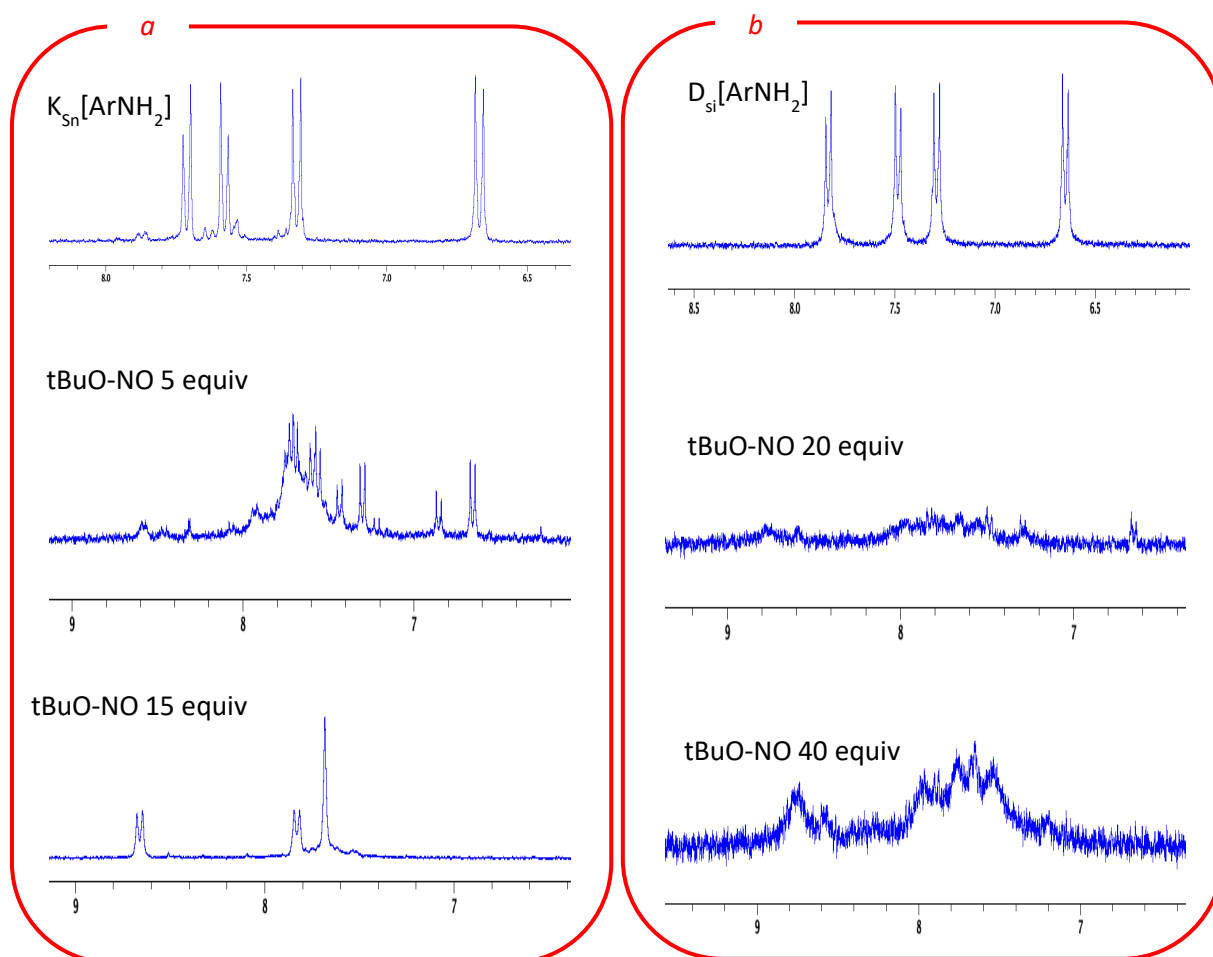 a
K_Sn[ArNH_2]
8.0 7.5 7.0 6.5
tBuO-NO 5 equiv
9 8 7
tBuO-NO 15 equiv
9 8 7
b
D_si[ArNH_2]
8.5 8.0 7.5 7.0 6.5
tBuO-NO 20 equiv
9 8 7
tBuO-NO 40 equiv
9 8 7